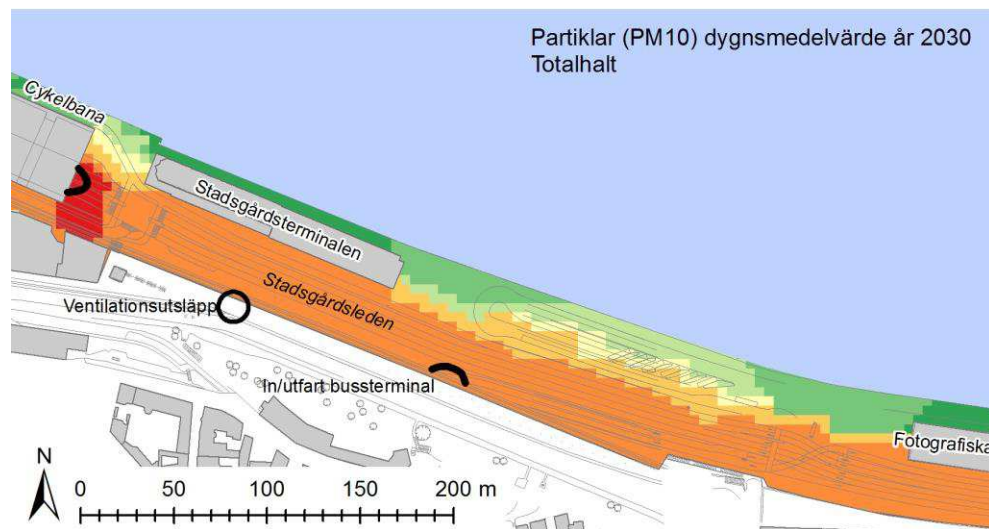 Partiklar (PM10) dygnsmedelvärde år 2030
Totalhalt
Cykelbana
Stadsgårdsterminalen
Stadsgårdsleden
Ventilationsutsläpp
In/utfart bussterminal
Fotografiska
N
0 50 100 150 200 m